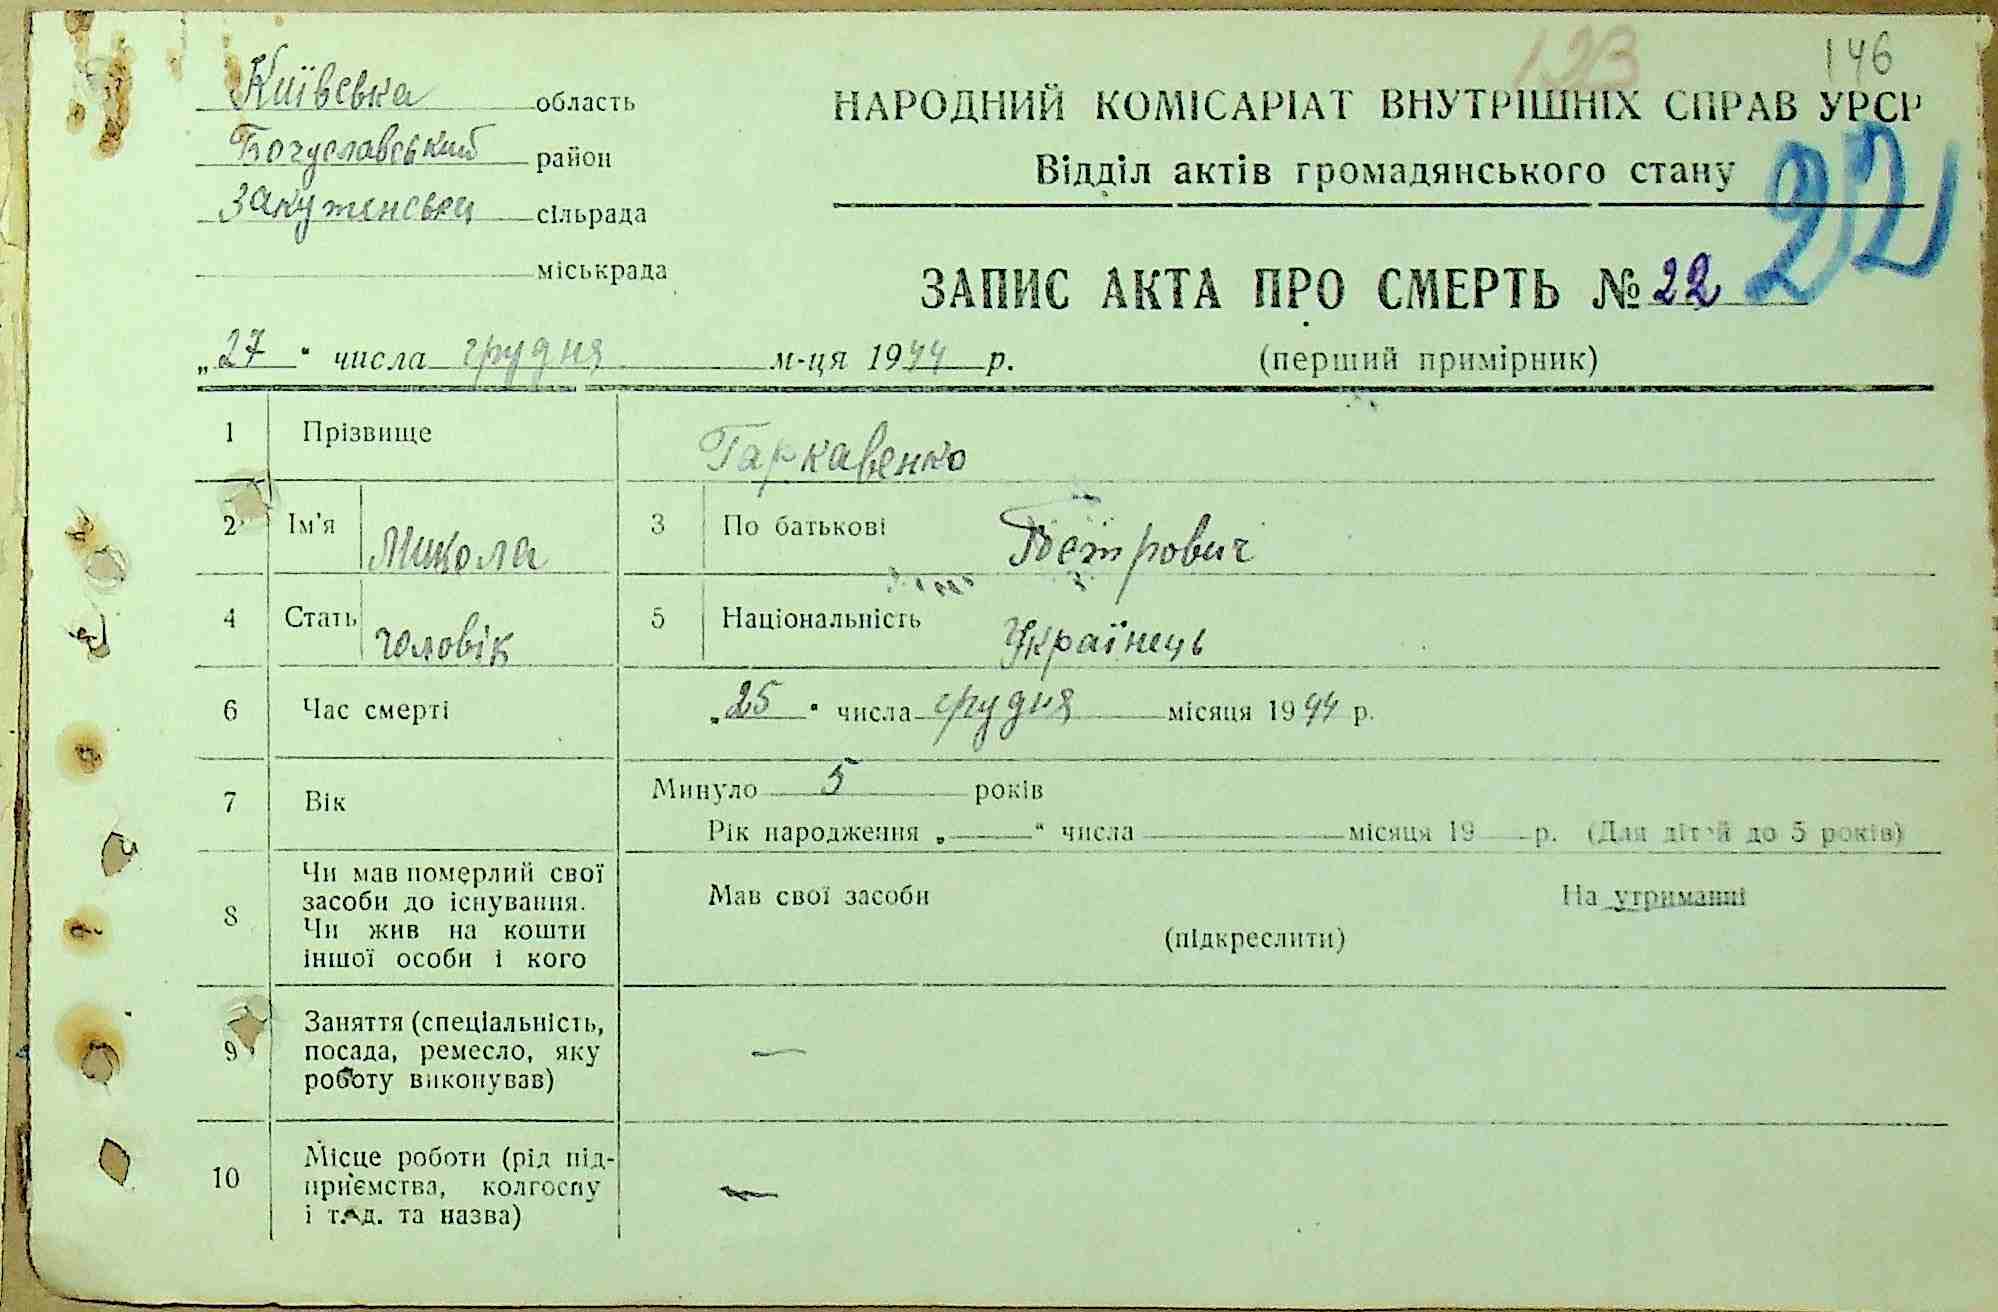 123
146
Київська область
Богуславський район
сільрада
міськрада
НАРОДНИЙ КОМІСАРІАТ ВНУТРІШНІХ СПРАВ УРСР
Відділ актів громадянського стану
22
ЗАПИС АКТА ПРО СМЕРТЬ № 22
„27“ числа грудня м-ця 1944 р.
(перший примірник)
1 Прізвище Гаркавенко
2 Ім'я Микола 3 По батькові Петрович
4 Стать чоловік 5 Національність Українець
6 Час смерті „25“ числа грудня місяця 1944 р.
7 Вік Минуло 5 років
Рік народження „ “ числа місяця 19 р. (Для дітей до 5 років)
8 Чи мав померлий свої
засоби до існування.
Чи жив на кошти
іншої особи і кого
Мав свої засоби На утриманні
(підкреслити)
9 Заняття (спеціальність,
посада, ремесло, яку
роботу виконував)
—
10 Місце роботи (рід під-
приємства, колгоспу
і т. д. та назва)
—